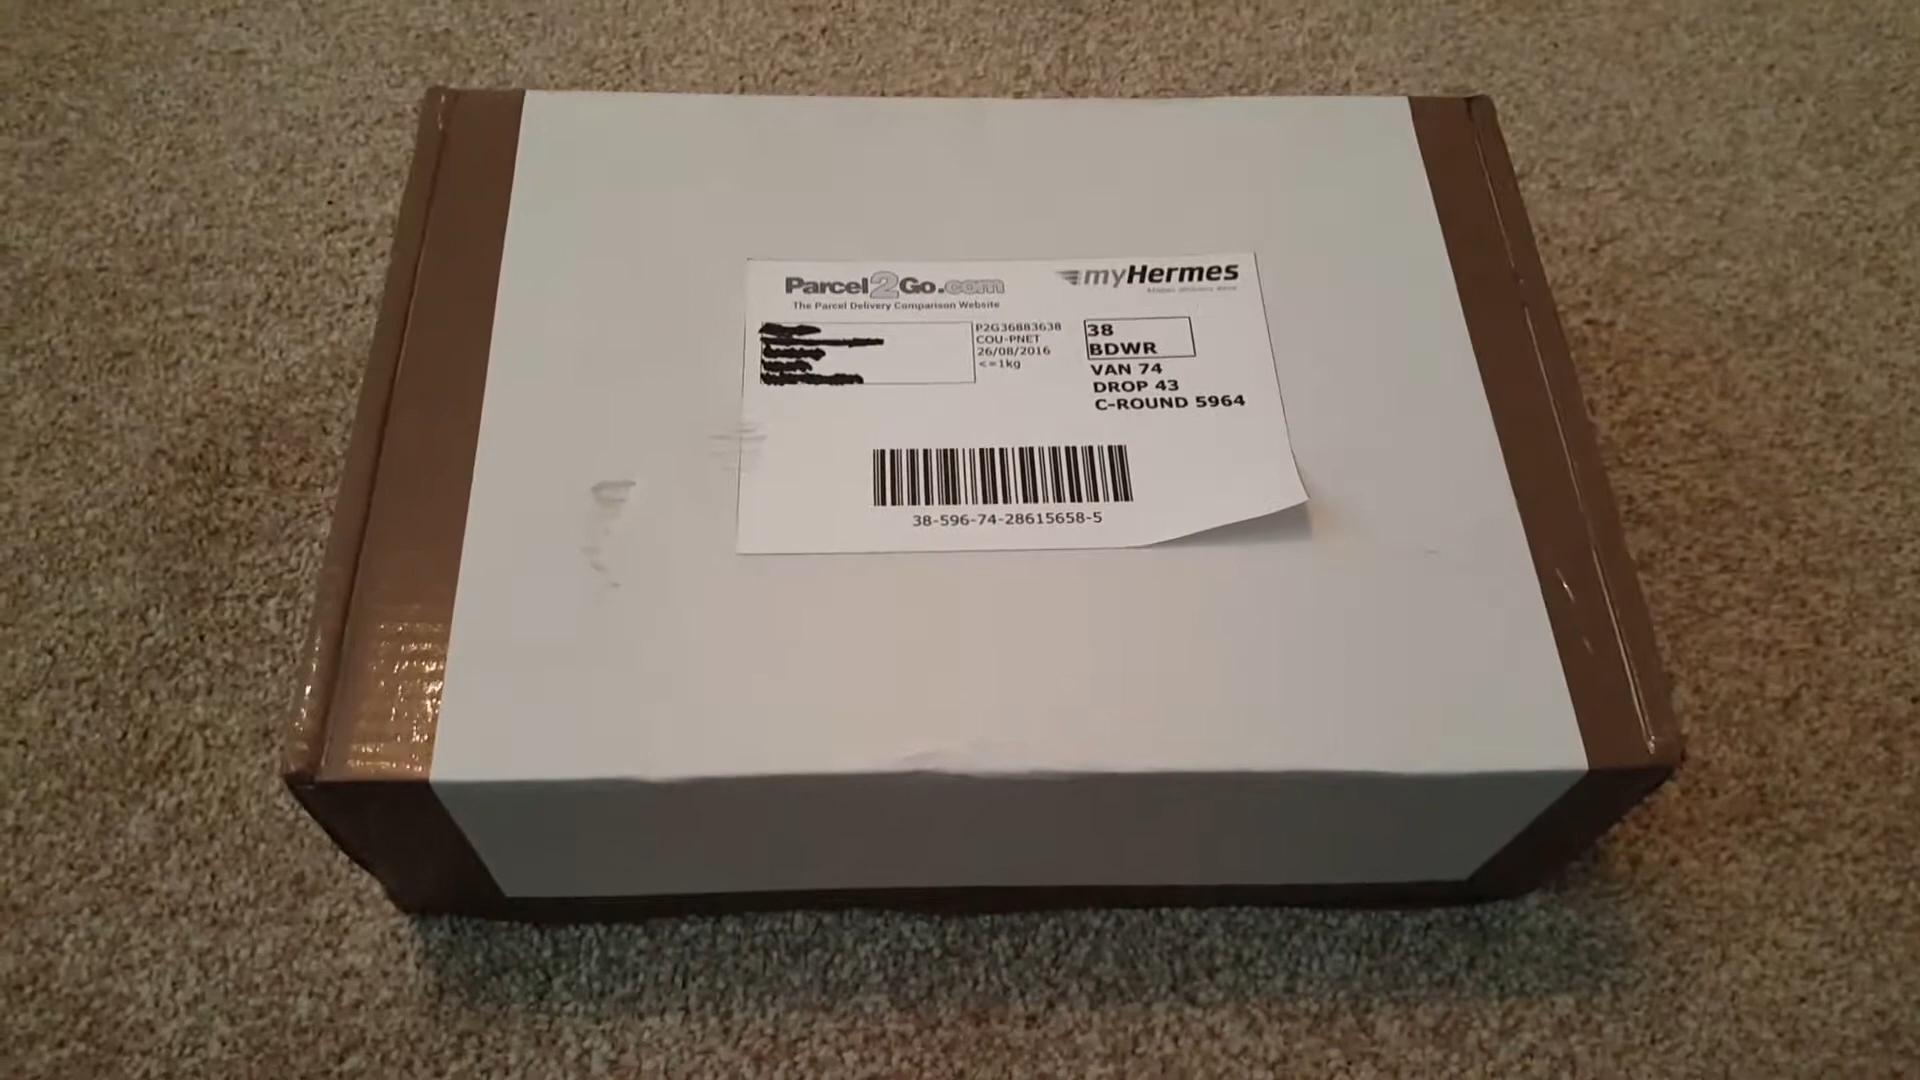 Parcel2Go.com
The Parcel Delivery Comparison Website
myHermes
P2G36883638
COU-PNET
26/08/2016
<=1kg
38
BDWR
VAN 74
DROP 43
C-ROUND 5964
38-596-74-28615658-5